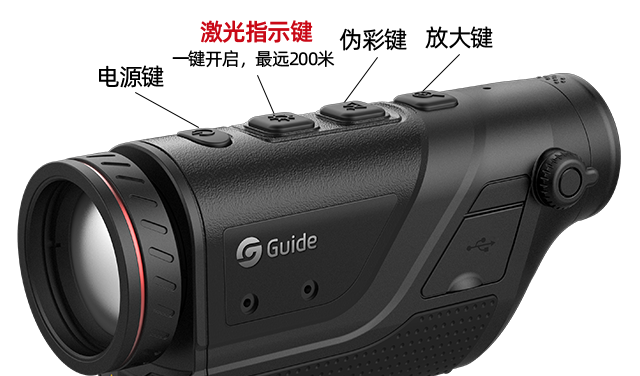 激光指示键
一键开启，最远200米
伪彩键
放大键
电源键
Guide